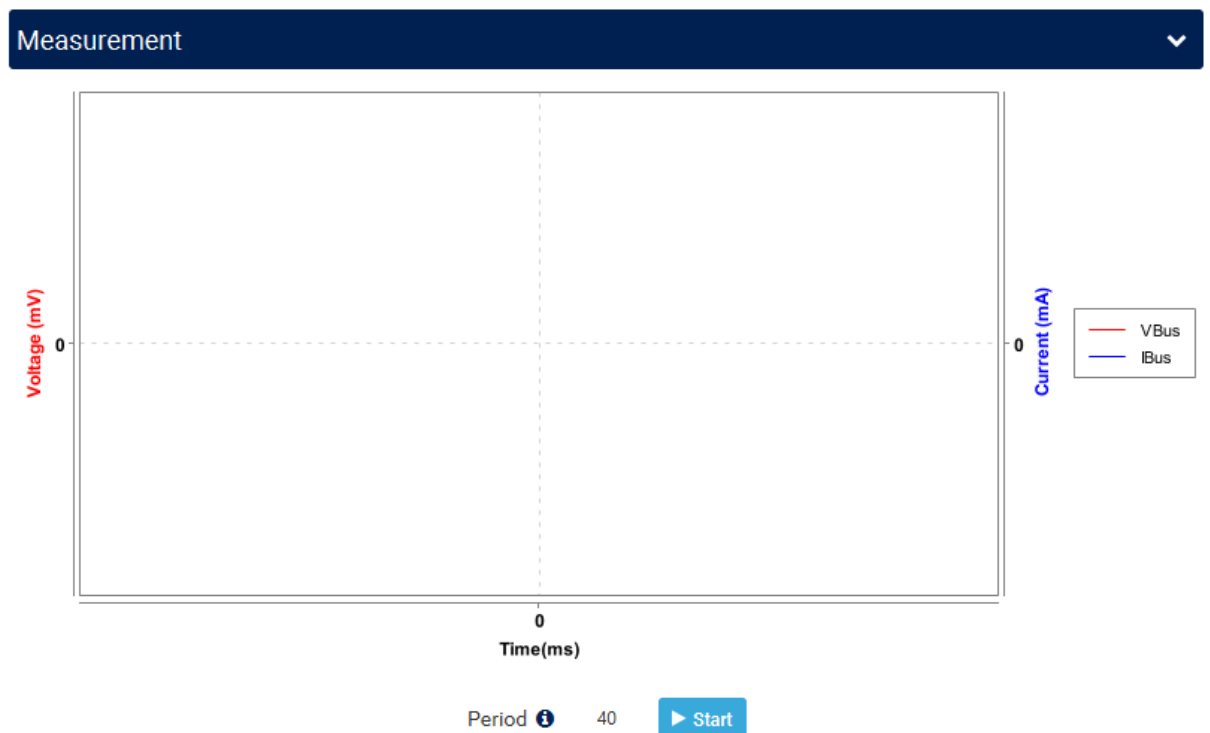 Measurement
Voltage (mV)
0
0
Current (mA)
VBus
IBus
0
Time(ms)
Period 40 Start